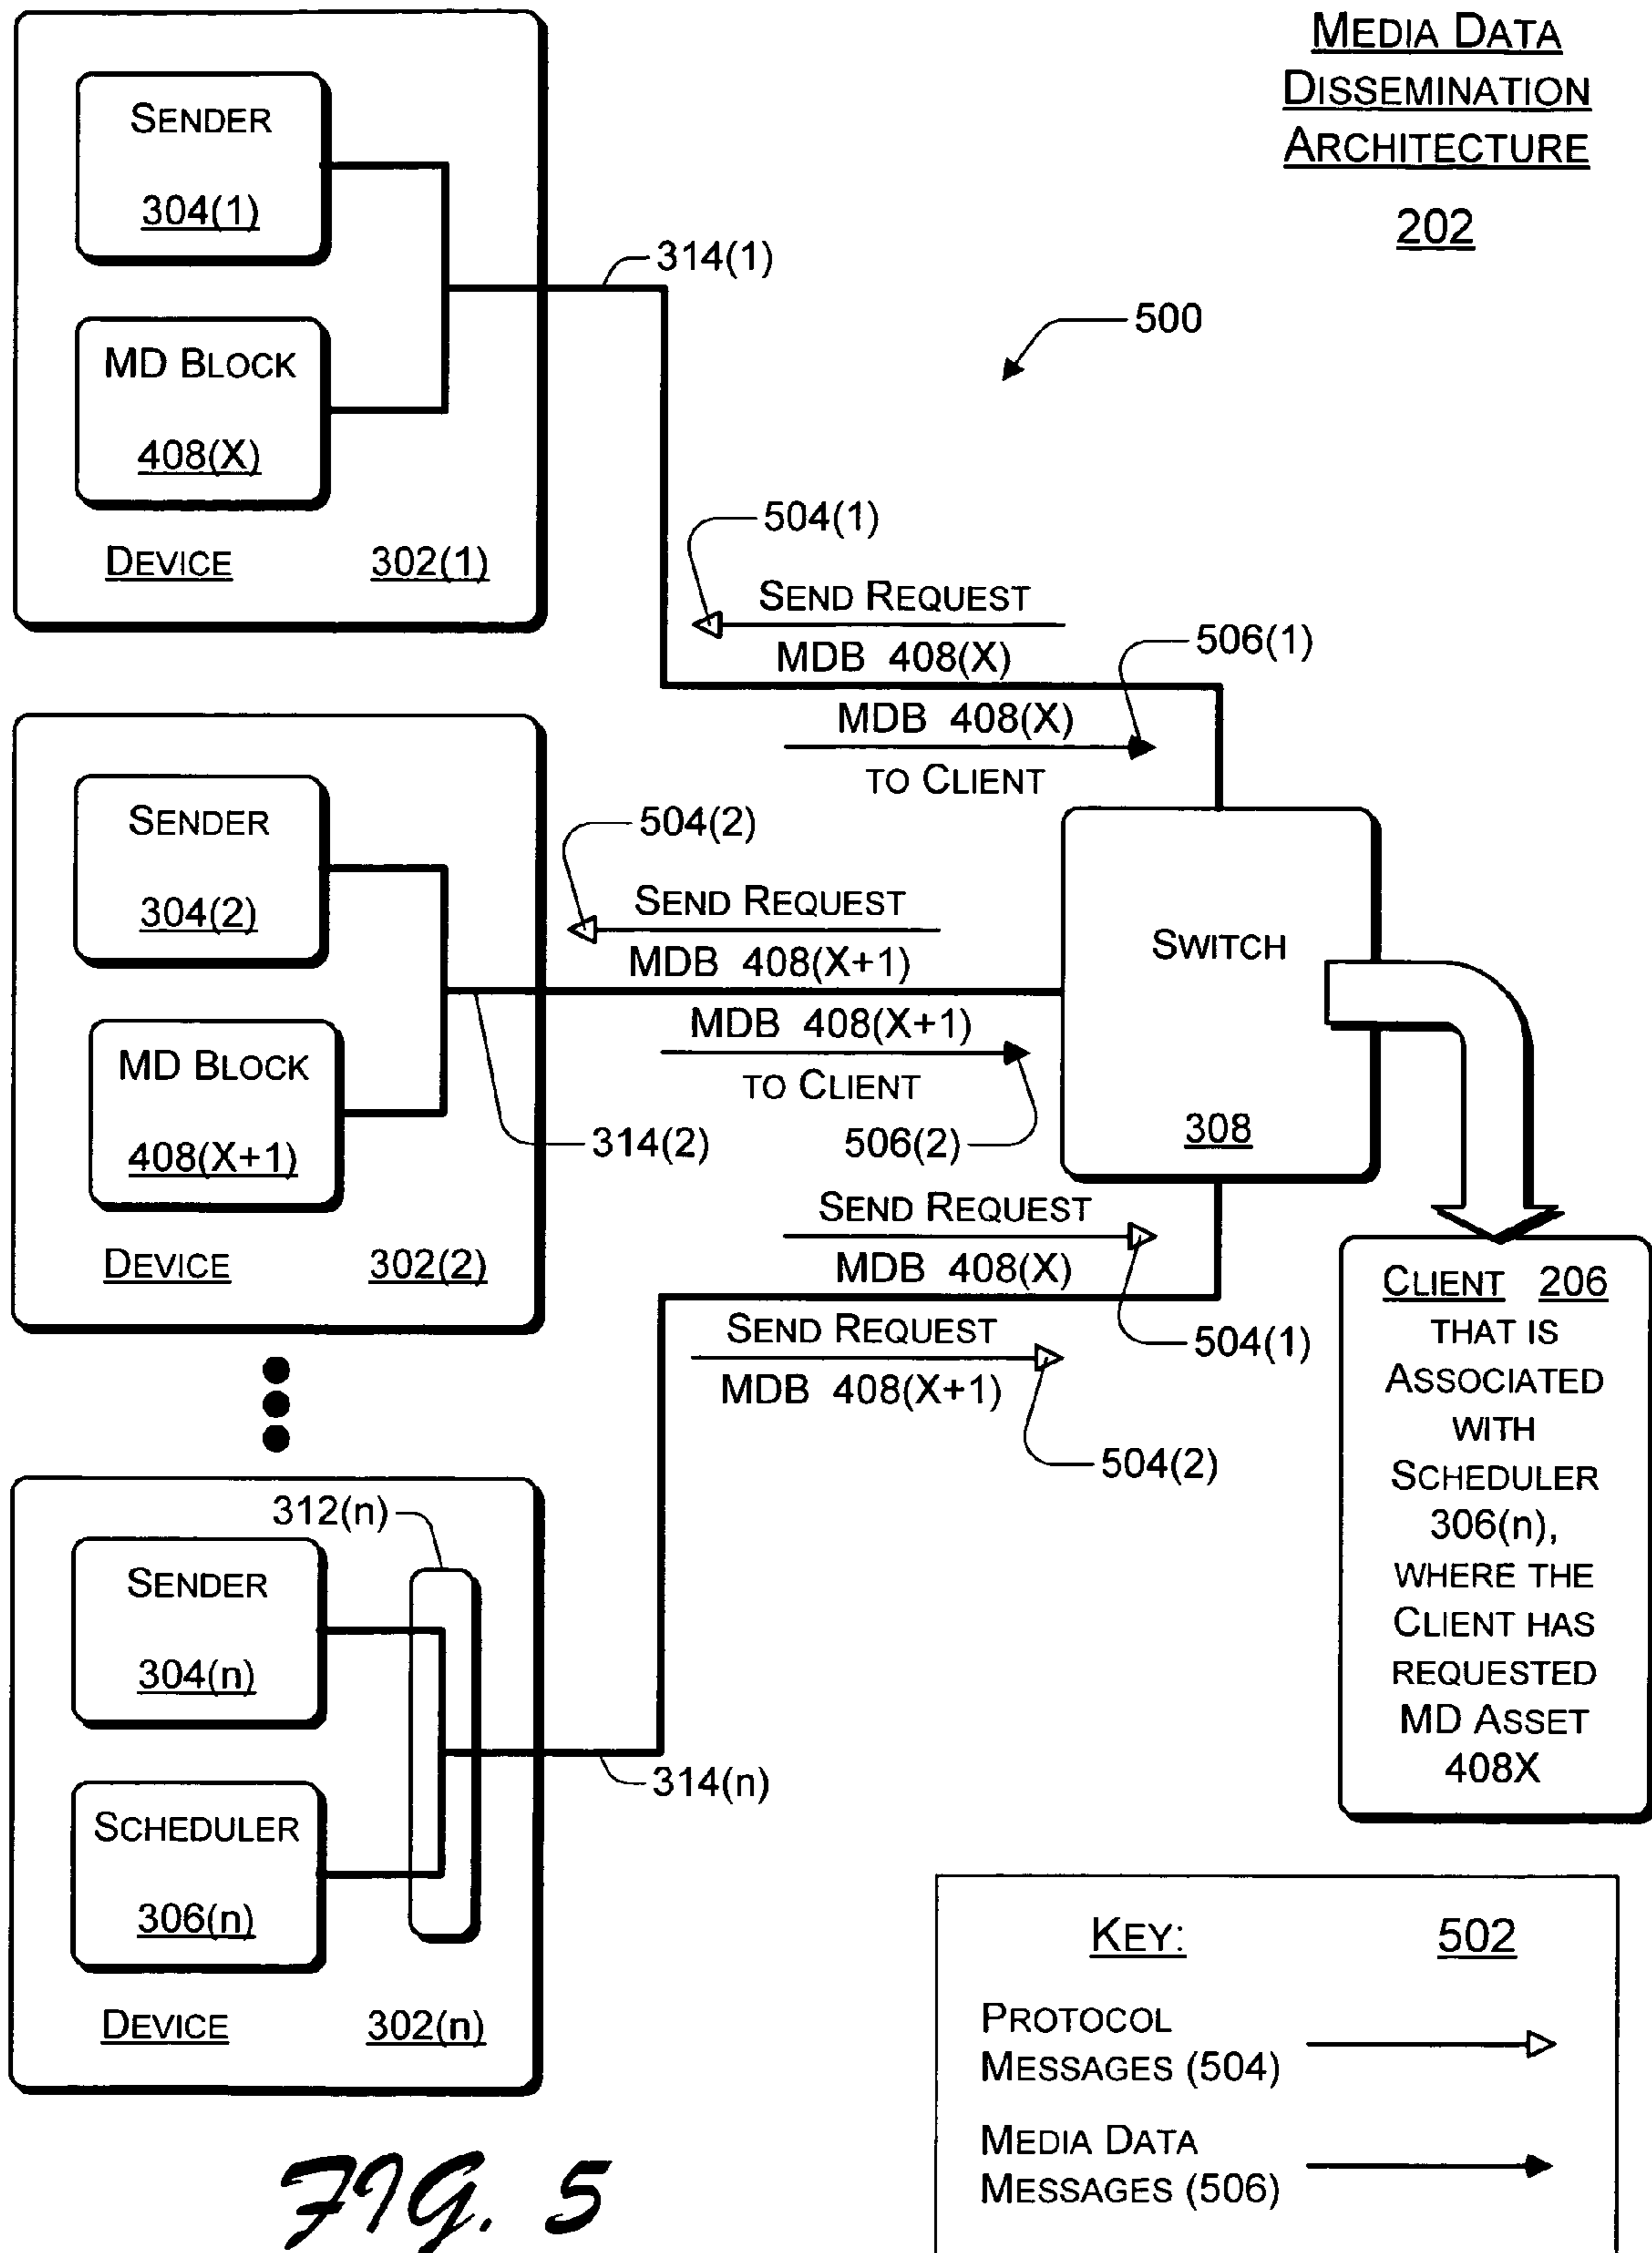 MEDIA DATA
DISSEMINATION
ARCHITECTURE
202
SENDER
304(1)
314(1)
500
MD BLOCK
408(X)
504(1)
DEVICE 302(1)
SEND REQUEST
MDB 408(X)
506(1)
MDB 408(X)
TO CLIENT
SENDER
304(2)
504(2)
SEND REQUEST
MDB 408(X+1)
MDB 408(X+1)
TO CLIENT
SWITCH
308
MD BLOCK
408(X+1)
314(2)
506(2)
DEVICE 302(2)
SEND REQUEST
MDB 408(X)
504(1)
SEND REQUEST
MDB 408(X+1)
504(2)
CLIENT 206
THAT IS
ASSOCIATED
WITH
SCHEDULER
306(n),
WHERE THE
CLIENT HAS
REQUESTED
MD ASSET
408X
312(n)
SENDER
304(n)
314(n)
SCHEDULER
306(n)
DEVICE 302(n)
KEY: 502
PROTOCOL
MESSAGES (504)
MEDIA DATA
MESSAGES (506)
FIG. 5